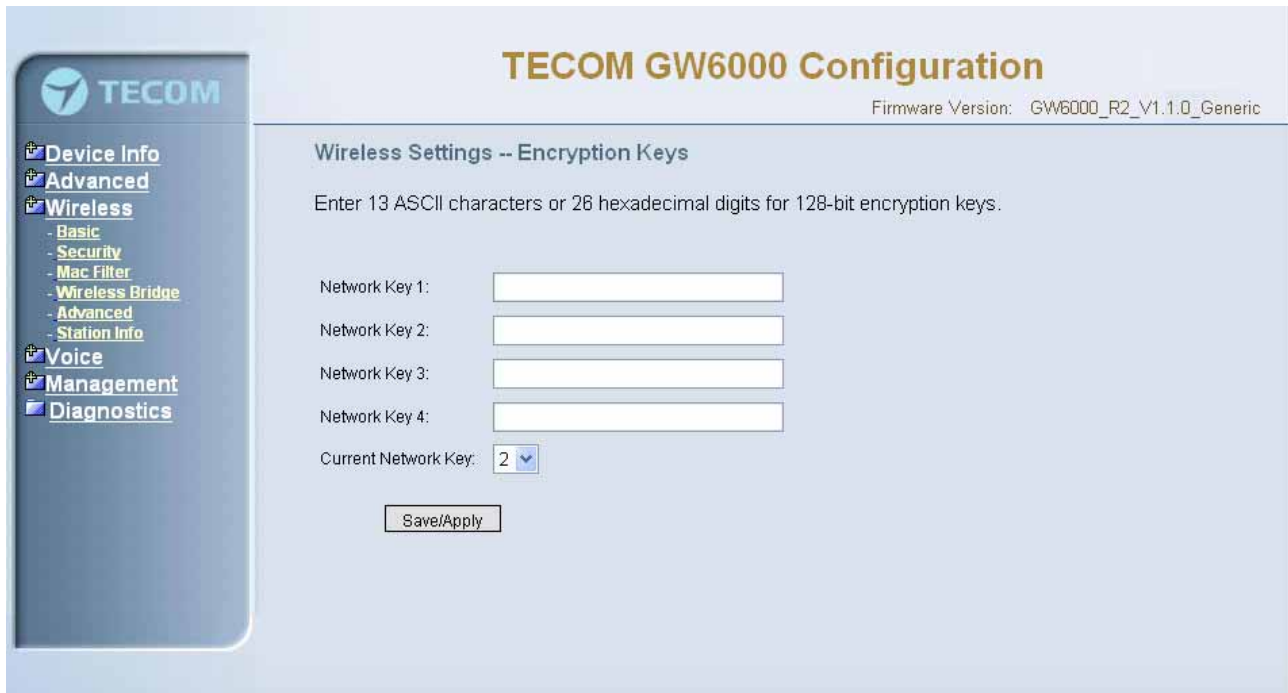 TECOM
TECOM GW6000 Configuration
Firmware Version: GW6000_R2_V1.1.0_Generic
Device Info
Advanced
Wireless
- Basic
- Security
- Mac Filter
- Wireless Bridge
- Advanced
- Station Info
Voice
Management
Diagnostics
Wireless Settings -- Encryption Keys
Enter 13 ASCII characters or 26 hexadecimal digits for 128-bit encryption keys.
Network Key 1:
Network Key 2:
Network Key 3:
Network Key 4:
Current Network Key: 2
Save/Apply